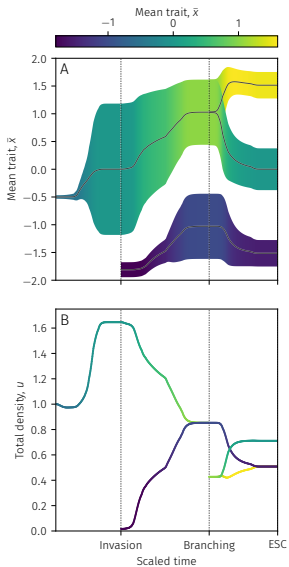 Mean trait, x̄
−1 0 1
A
2.0
1.5
1.0
0.5
0.0
−0.5
−1.0
−1.5
−2.0
Mean trait, x̄
B
1.6
1.4
1.2
1.0
0.8
0.6
0.4
0.2
0.0
Total density, u
Invasion Branching ESC
Scaled time